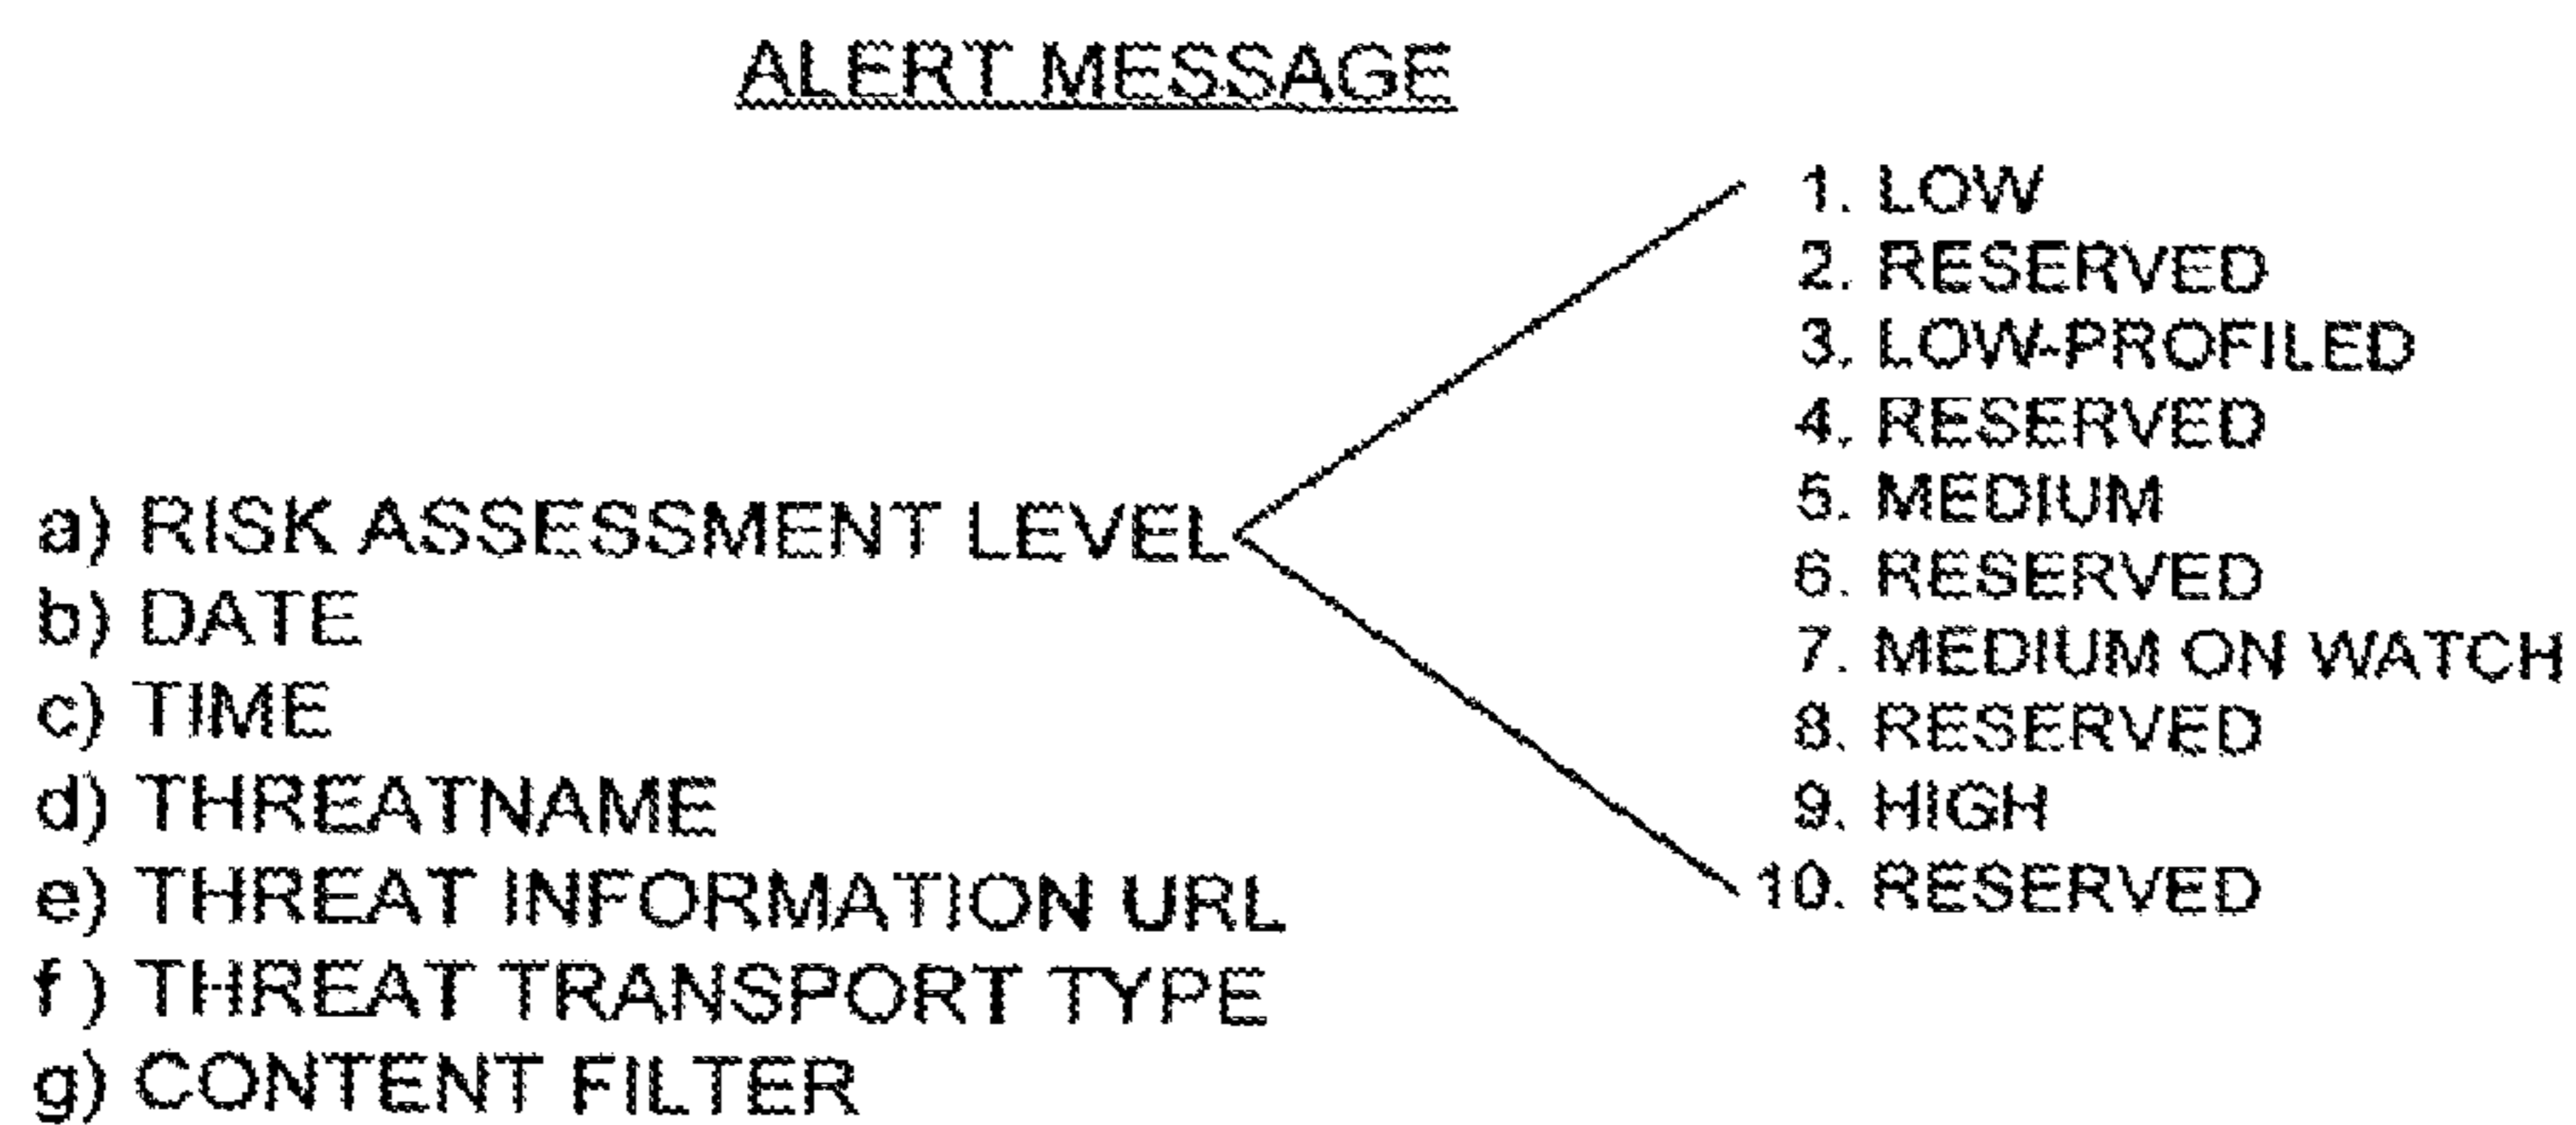 ALERT MESSAGE
a) RISK ASSESSMENT LEVEL
b) DATE
c) TIME
d) THREATNAME
e) THREAT INFORMATION URL
f) THREAT TRANSPORT TYPE
g) CONTENT FILTER
1. LOW
2. RESERVED
3. LOW-PROFILED
4. RESERVED
5. MEDIUM
6. RESERVED
7. MEDIUM ON WATCH
8. RESERVED
9. HIGH
10. RESERVED